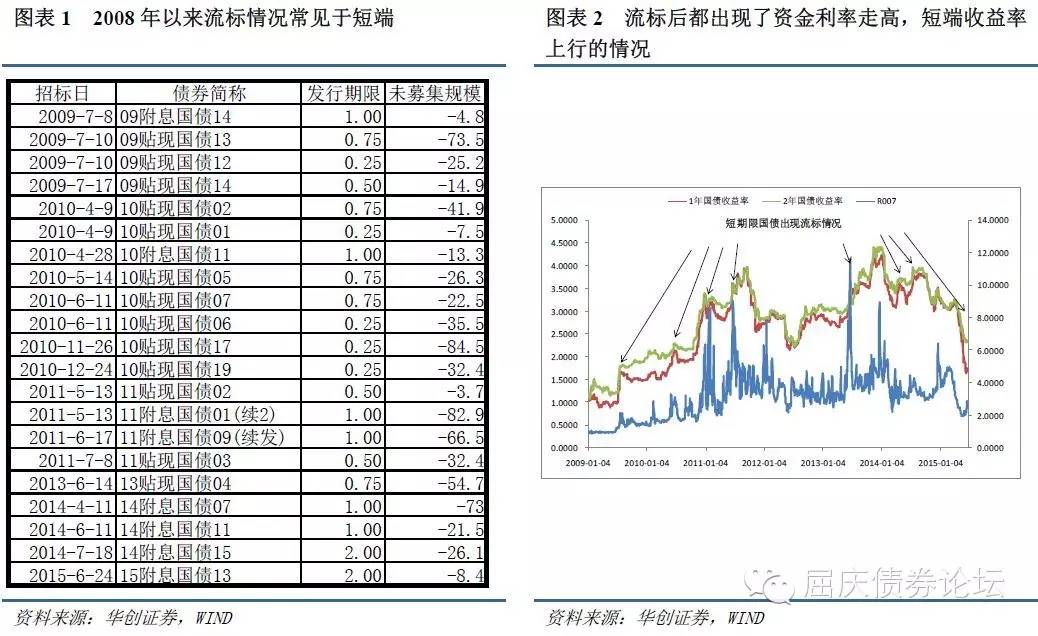 图表 1 2008 年以来流标情况常见于短端
招标日 债券简称 发行期限 未募集规模
2009-7-8 09附息国债14 1.00 -4.8
2009-7-10 09贴现国债13 0.75 -73.5
2009-7-10 09贴现国债12 0.25 -25.2
2009-7-17 09贴现国债14 0.50 -14.9
2010-4-9 10贴现国债02 0.75 -41.9
2010-4-9 10贴现国债01 0.25 -7.5
2010-4-28 10附息国债11 1.00 -13.3
2010-5-14 10贴现国债05 0.75 -26.3
2010-6-11 10贴现国债07 0.75 -22.5
2010-6-11 10贴现国债06 0.25 -35.5
2010-11-26 10贴现国债17 0.25 -84.5
2010-12-24 10贴现国债19 0.25 -32.4
2011-5-13 11贴现国债02 0.50 -3.7
2011-5-13 11附息国债01(续2) 1.00 -82.9
2011-6-17 11附息国债09(续发) 1.00 -66.5
2011-7-8 11贴现国债03 0.50 -32.4
2013-6-14 13贴现国债04 0.75 -54.7
2014-4-11 14附息国债07 1.00 -73
2014-6-11 14附息国债11 1.00 -21.5
2014-7-18 14附息国债15 2.00 -26.1
2015-6-24 15附息国债13 2.00 -8.4
资料来源：华创证券，WIND
图表 2 流标后都出现了资金利率走高，短端收益率
上行的情况
1年国债收益率 2年国债收益率 R007
短期限国债出现流标情况
5.0000 14.0000
4.5000
4.0000 12.0000
3.5000 10.0000
3.0000 8.0000
2.5000
2.0000 6.0000
1.5000 4.0000
1.0000 2.0000
0.5000
0.0000 0.0000
2009-01-04 2010-01-04 2011-01-04 2012-01-04 2013-01-04 2014-01-04 2015-01-04
屈庆债券论坛
资料来源：华创证券，WIND